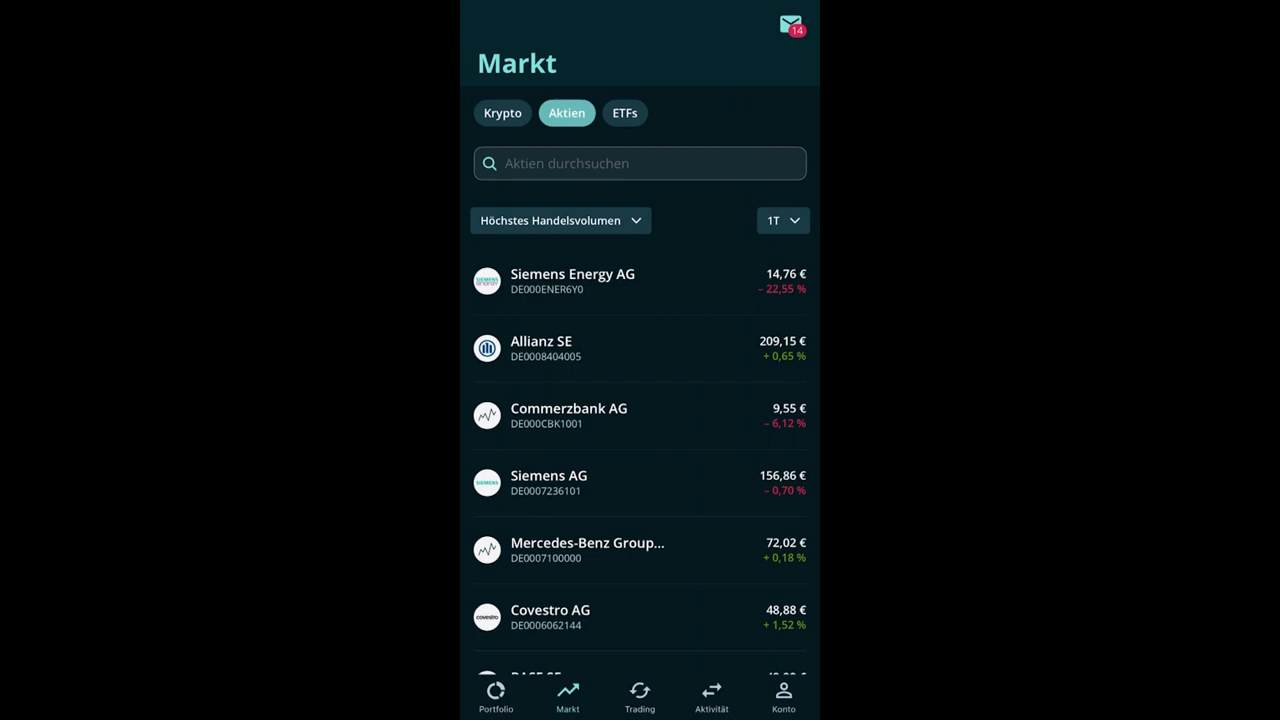 14
Markt
Krypto
Aktien
ETFs
Aktien durchsuchen
Höchstes Handelsvolumen
1T
Siemens Energy AG
14,76 €
DE000ENER6Y0
– 22,55 %
Allianz SE
209,15 €
DE0008404005
+ 0,65 %
Commerzbank AG
9,55 €
DE000CBK1001
– 6,12 %
Siemens AG
156,86 €
DE0007236101
– 0,70 %
Mercedes-Benz Group...
72,02 €
DE0007100000
+ 0,18 %
covestro
Covestro AG
48,88 €
DE0006062144
+ 1,52 %
Portfolio
Markt
Trading
Aktivität
Konto